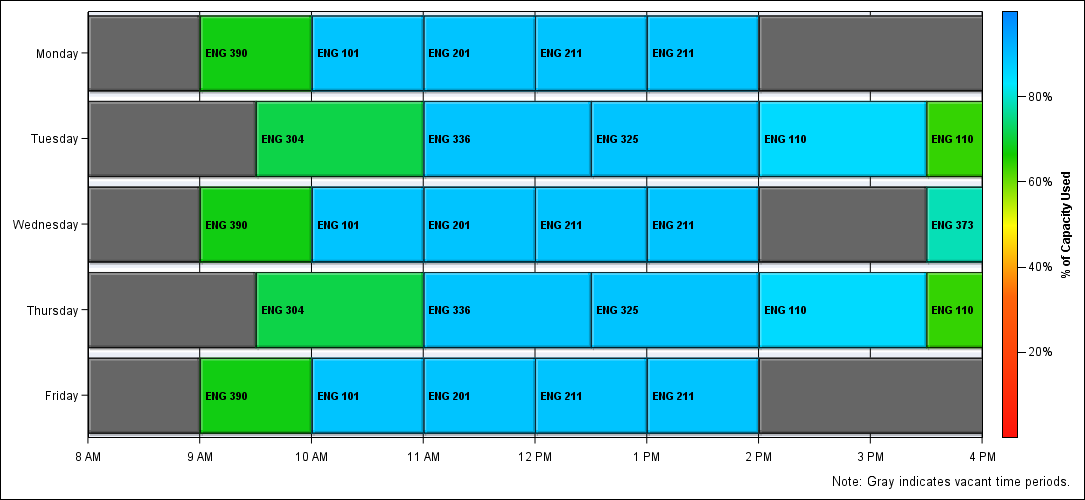 Monday
ENG 390
ENG 101
ENG 201
ENG 211
ENG 211
Tuesday
ENG 304
ENG 336
ENG 325
ENG 110
ENG 110
Wednesday
ENG 390
ENG 101
ENG 201
ENG 211
ENG 211
ENG 373
Thursday
ENG 304
ENG 336
ENG 325
ENG 110
ENG 110
Friday
ENG 390
ENG 101
ENG 201
ENG 211
ENG 211
8 AM
9 AM
10 AM
11 AM
12 PM
1 PM
2 PM
3 PM
4 PM
80%
60%
40%
20%
% of Capacity Used
Note: Gray indicates vacant time periods.